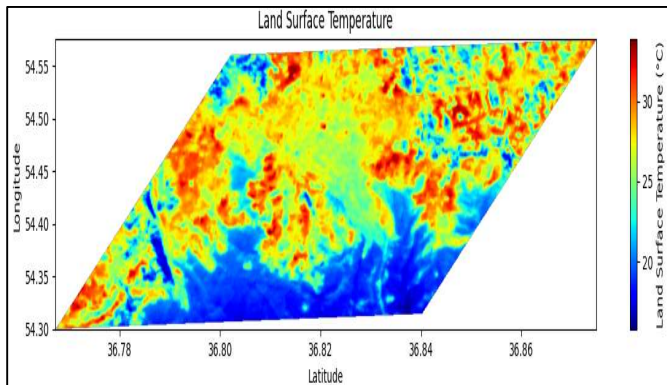 Land Surface Temperature
54.55
54.50
54.45
54.40
54.35
54.30
Longitude
36.78 36.80 36.82 36.84 36.86
Latitude
30
25
20
Land Surface Temperature (°C)